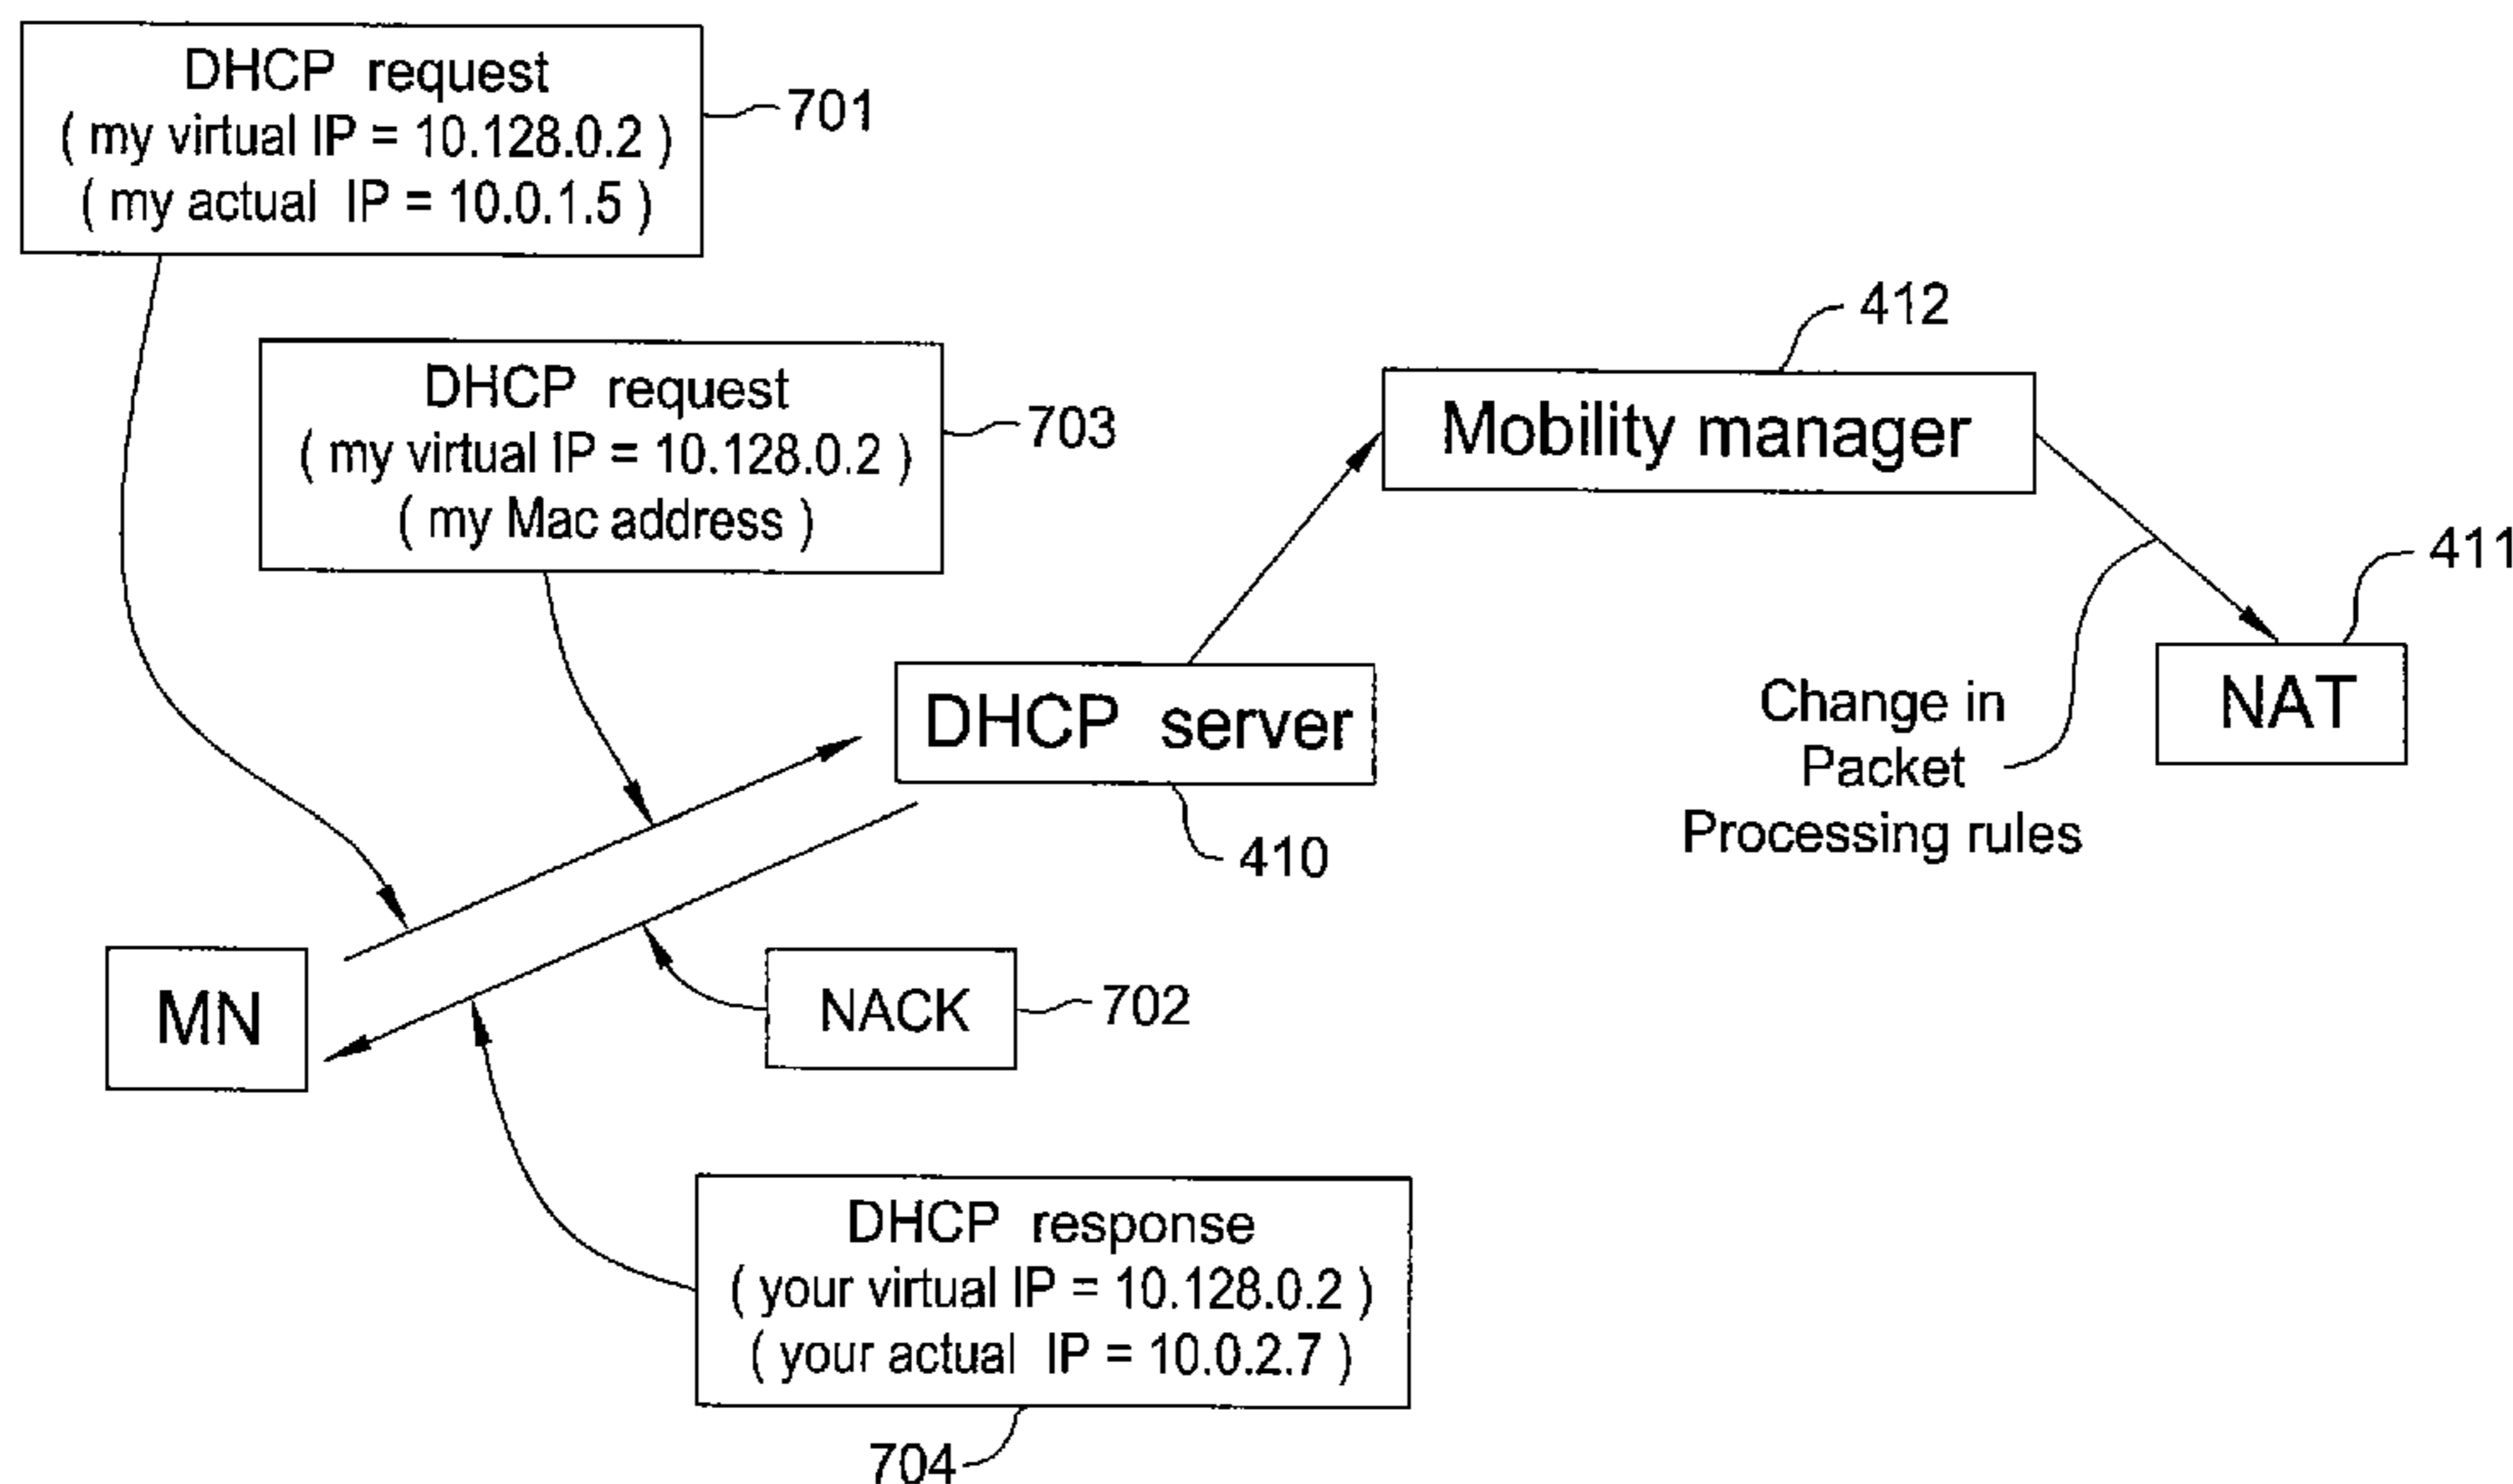 DHCP request
( my virtual IP = 10.128.0.2 )
( my actual IP = 10.0.1.5 )
701
DHCP request
( my virtual IP = 10.128.0.2 )
( my Mac address )
703
412
Mobility manager
411
NAT
Change in
Packet
Processing rules
DHCP server
410
MN
NACK
702
DHCP response
( your virtual IP = 10.128.0.2 )
( your actual IP = 10.0.2.7 )
704